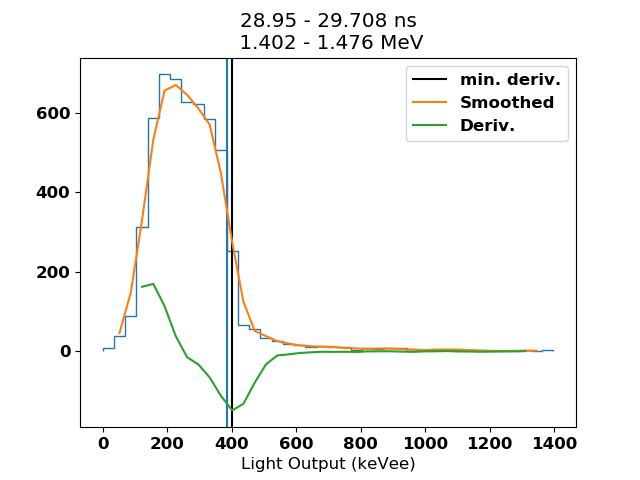 28.95 - 29.708 ns
1.402 - 1.476 MeV
min. deriv.
Smoothed
Deriv.
600
400
200
0
0 200 400 600 800 1000 1200 1400
Light Output (keVee)